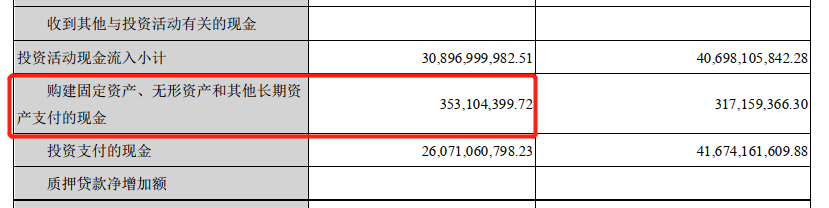 收到其他与投资活动有关的现金
投资活动现金流入小计 30,896,999,982.51 40,698,105,842.28
购建固定资产、无形资产和其他长期资
产支付的现金 353,104,399.72 317,159,366.30
投资支付的现金 26,071,060,798.23 41,674,161,609.88
质押贷款净增加额